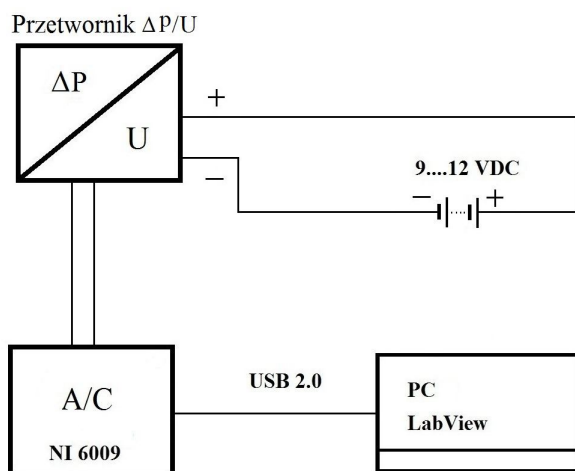 Przetwornik Δp/U
ΔP
U
+
−
9....12 VDC
− +
A/C
NI 6009
USB 2.0
PC
LabView